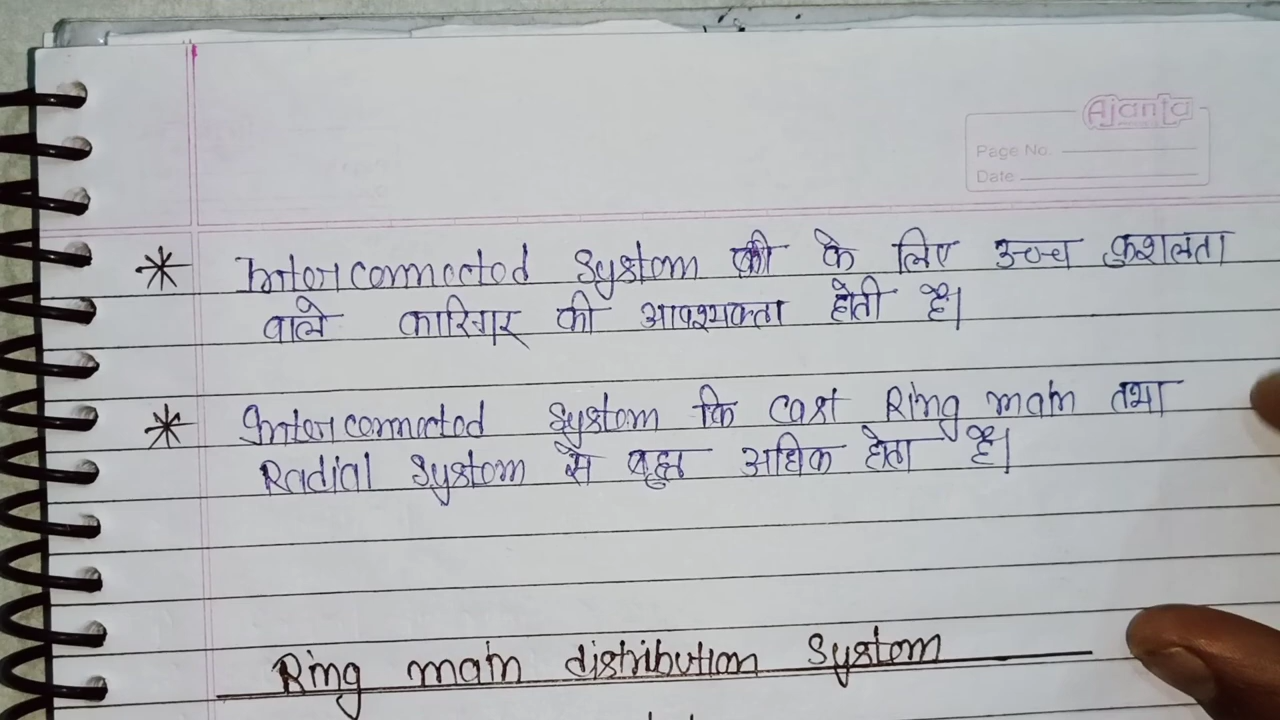 Ajanta
Page No.
Date
* Interconnected System की के लिए उच्च कुशलता
वाले कारिगर की आवश्यकता होती है।
* Interconnected System कि cast Ring main तथा
Radial System से बहुत अधिक होता है।
Ring main distribution System